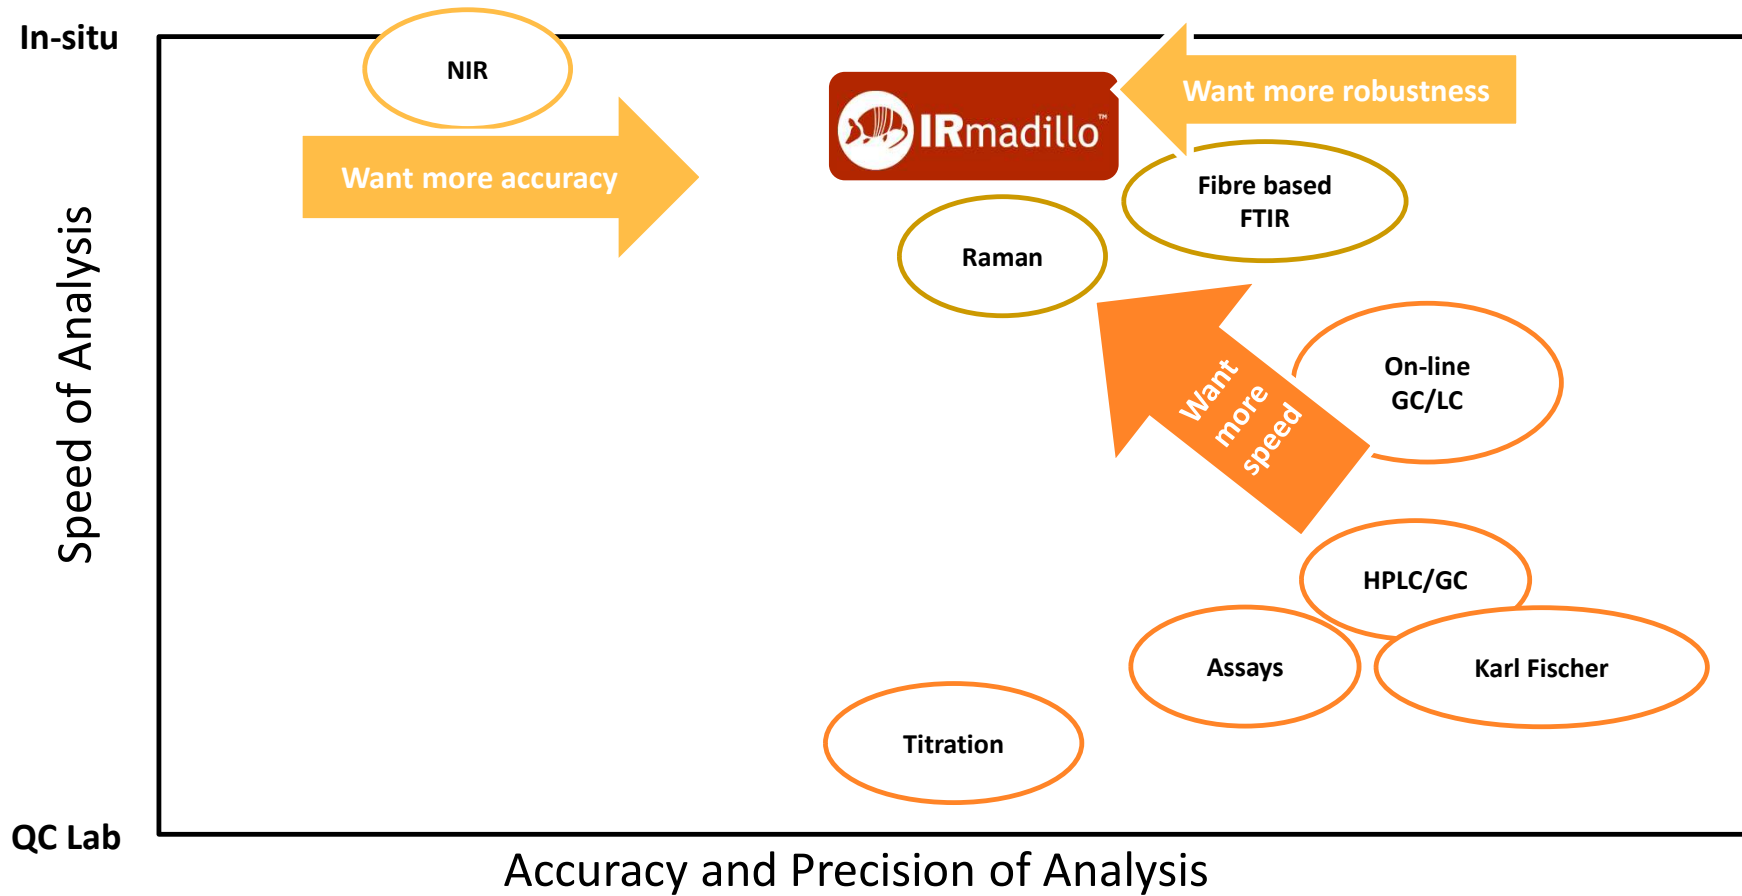 In-situ
NIR
Want more accuracy
IRmadillo™
Want more robustness
Fibre based
FTIR
Raman
Speed of Analysis
On-line
GC/LC
Want
more
speed
HPLC/GC
Assays
Karl Fischer
Titration
QC Lab
Accuracy and Precision of Analysis